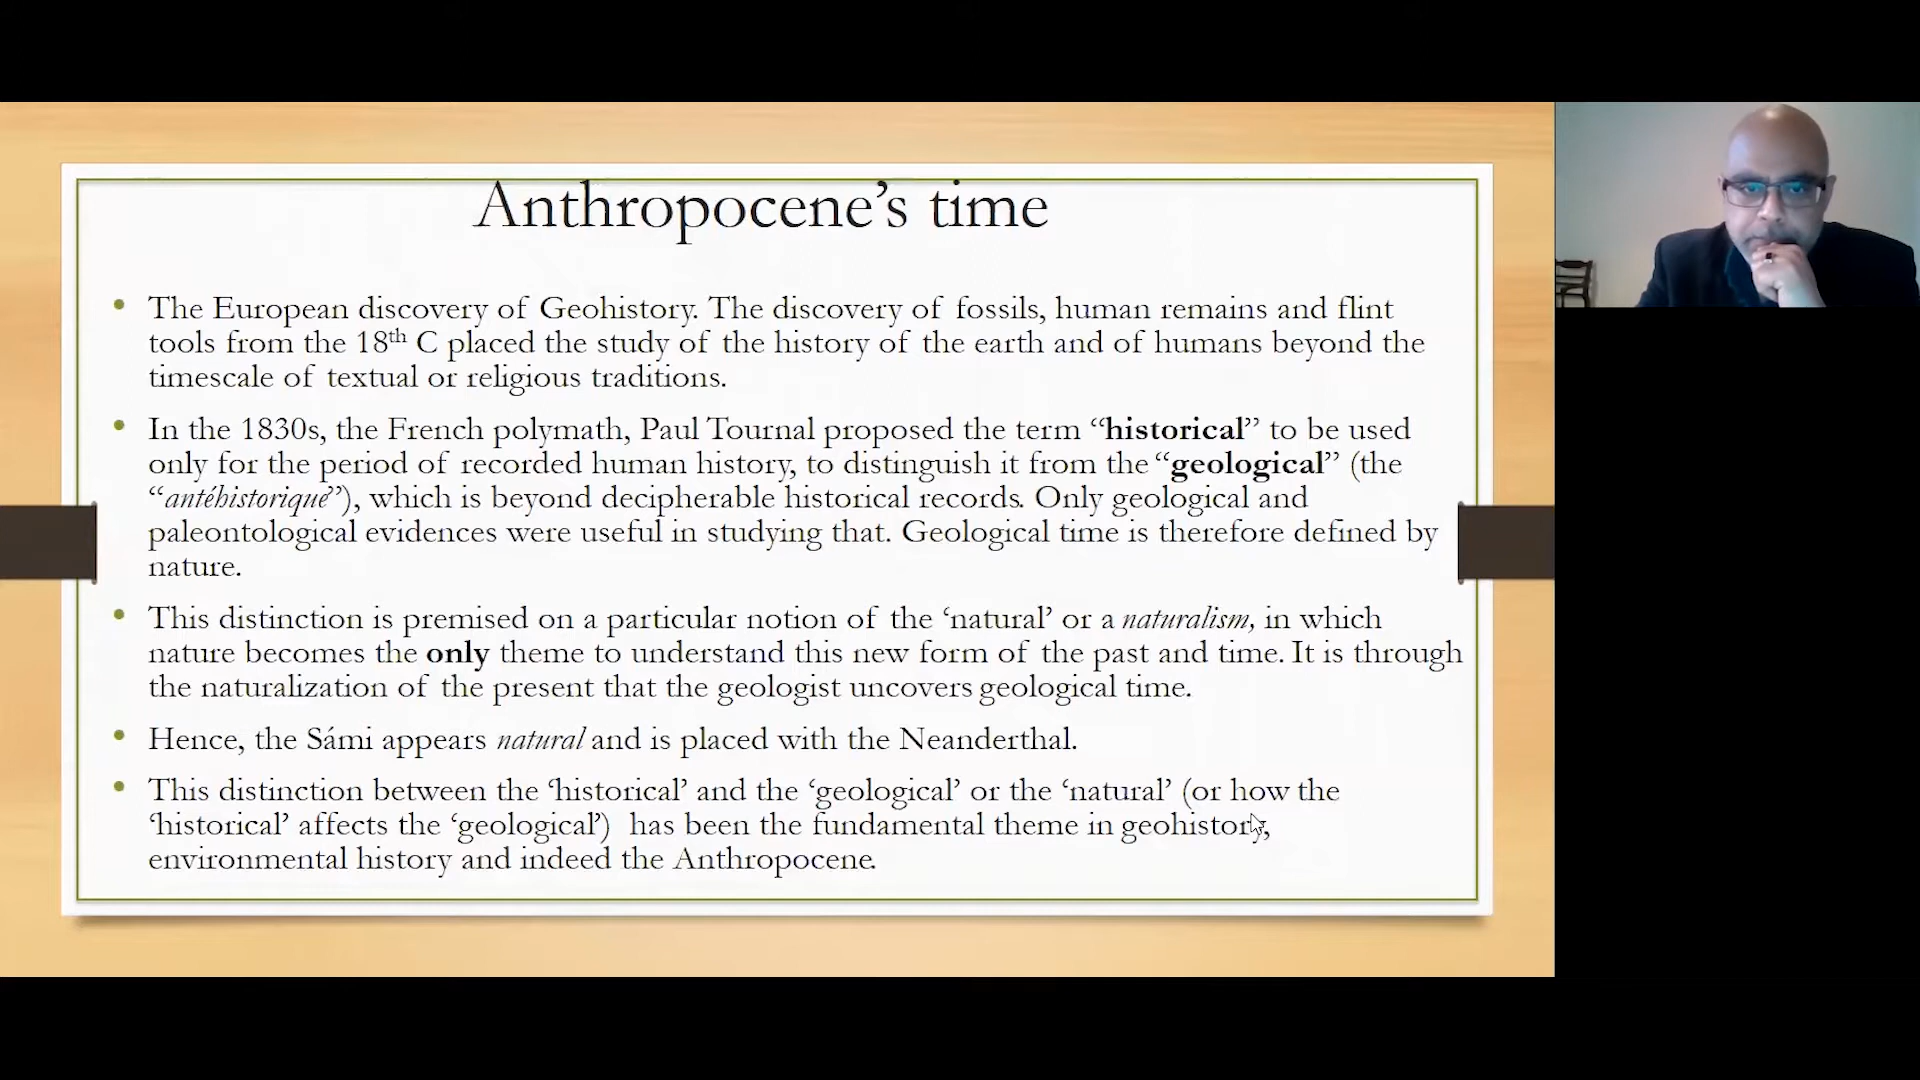 Anthropocene’s time
• The European discovery of Geohistory. The discovery of fossils, human remains and flint
tools from the 18th C placed the study of the history of the earth and of humans beyond the
timescale of textual or religious traditions.
• In the 1830s, the French polymath, Paul Tournal proposed the term “historical” to be used
only for the period of recorded human history, to distinguish it from the “geological” (the
“antéhistorique”), which is beyond decipherable historical records. Only geological and
paleontological evidences were useful in studying that. Geological time is therefore defined by
nature.
• This distinction is premised on a particular notion of the ‘natural’ or a naturalism, in which
nature becomes the only theme to understand this new form of the past and time. It is through
the naturalization of the present that the geologist uncovers geological time.
• Hence, the Sámi appears natural and is placed with the Neanderthal.
• This distinction between the ‘historical’ and the ‘geological’ or the ‘natural’ (or how the
‘historical’ affects the ‘geological’) has been the fundamental theme in geohistory,
environmental history and indeed the Anthropocene.